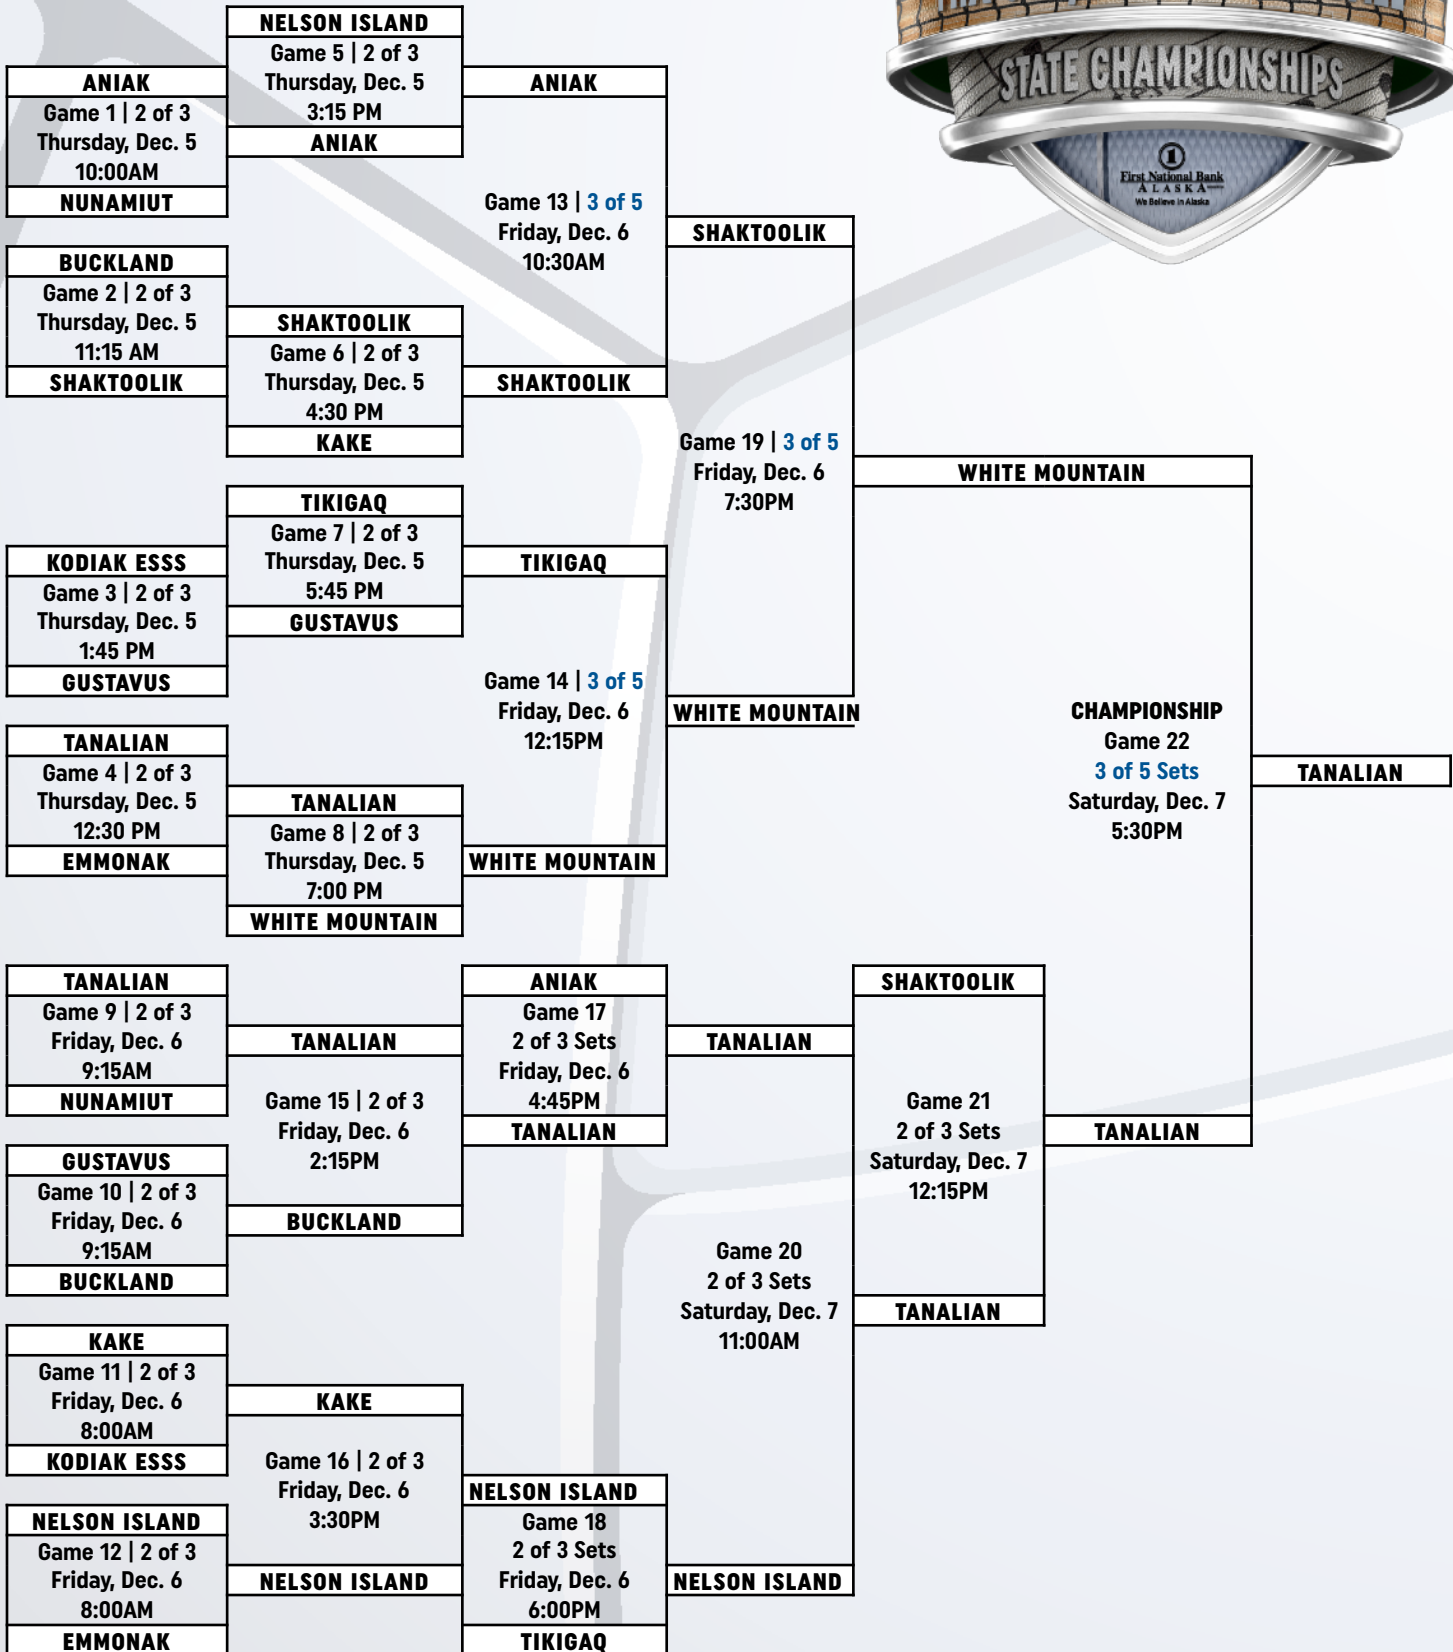 STATE CHAMPIONSHIPS
1
First National Bank
ALASKA
We Believe in Alaska
NELSON ISLAND
Game 5 | 2 of 3
Thursday, Dec. 5
3:15 PM
ANIAK
ANIAK
Game 1 | 2 of 3
Thursday, Dec. 5
10:00AM
NUNAMIUT
ANIAK
Game 13 | 3 of 5
Friday, Dec. 6
10:30AM
SHAKTOOLIK
BUCKLAND
Game 2 | 2 of 3
Thursday, Dec. 5
11:15 AM
SHAKTOOLIK
SHAKTOOLIK
Game 6 | 2 of 3
Thursday, Dec. 5
4:30 PM
KAKE
SHAKTOOLIK
Game 19 | 3 of 5
Friday, Dec. 6
7:30PM
WHITE MOUNTAIN
TIKIGAQ
Game 7 | 2 of 3
Thursday, Dec. 5
5:45 PM
GUSTAVUS
KODIAK ESSS
Game 3 | 2 of 3
Thursday, Dec. 5
1:45 PM
GUSTAVUS
TIKIGAQ
Game 14 | 3 of 5
Friday, Dec. 6
12:15PM
WHITE MOUNTAIN
TANALIAN
Game 4 | 2 of 3
Thursday, Dec. 5
12:30 PM
EMMONAK
TANALIAN
Game 8 | 2 of 3
Thursday, Dec. 5
7:00 PM
WHITE MOUNTAIN
WHITE MOUNTAIN
CHAMPIONSHIP
Game 22
3 of 5 Sets
Saturday, Dec. 7
5:30PM
TANALIAN
TANALIAN
Game 9 | 2 of 3
Friday, Dec. 6
9:15AM
NUNAMIUT
TANALIAN
Game 15 | 2 of 3
Friday, Dec. 6
2:15PM
BUCKLAND
ANIAK
Game 17
2 of 3 Sets
Friday, Dec. 6
4:45PM
TANALIAN
TANALIAN
SHAKTOOLIK
Game 21
2 of 3 Sets
Saturday, Dec. 7
12:15PM
TANALIAN
TANALIAN
GUSTAVUS
Game 10 | 2 of 3
Friday, Dec. 6
9:15AM
BUCKLAND
Game 20
2 of 3 Sets
Saturday, Dec. 7
11:00AM
KAKE
Game 11 | 2 of 3
Friday, Dec. 6
8:00AM
KODIAK ESSS
KAKE
Game 16 | 2 of 3
Friday, Dec. 6
3:30PM
NELSON ISLAND
NELSON ISLAND
Game 12 | 2 of 3
Friday, Dec. 6
8:00AM
EMMONAK
NELSON ISLAND
Game 18
2 of 3 Sets
Friday, Dec. 6
6:00PM
TIKIGAQ
NELSON ISLAND